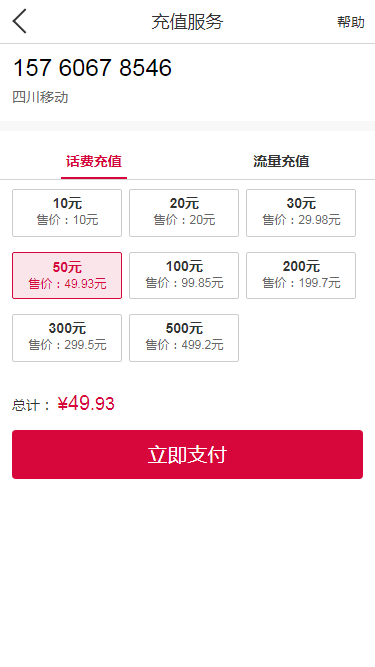 充值服务
帮助
157 6067 8546
四川移动
话费充值
流量充值
10元
售价：10元
20元
售价：20元
30元
售价：29.98元
50元
售价：49.93元
100元
售价：99.85元
200元
售价：199.7元
300元
售价：299.5元
500元
售价：499.2元
总计： ¥49.93
立即支付